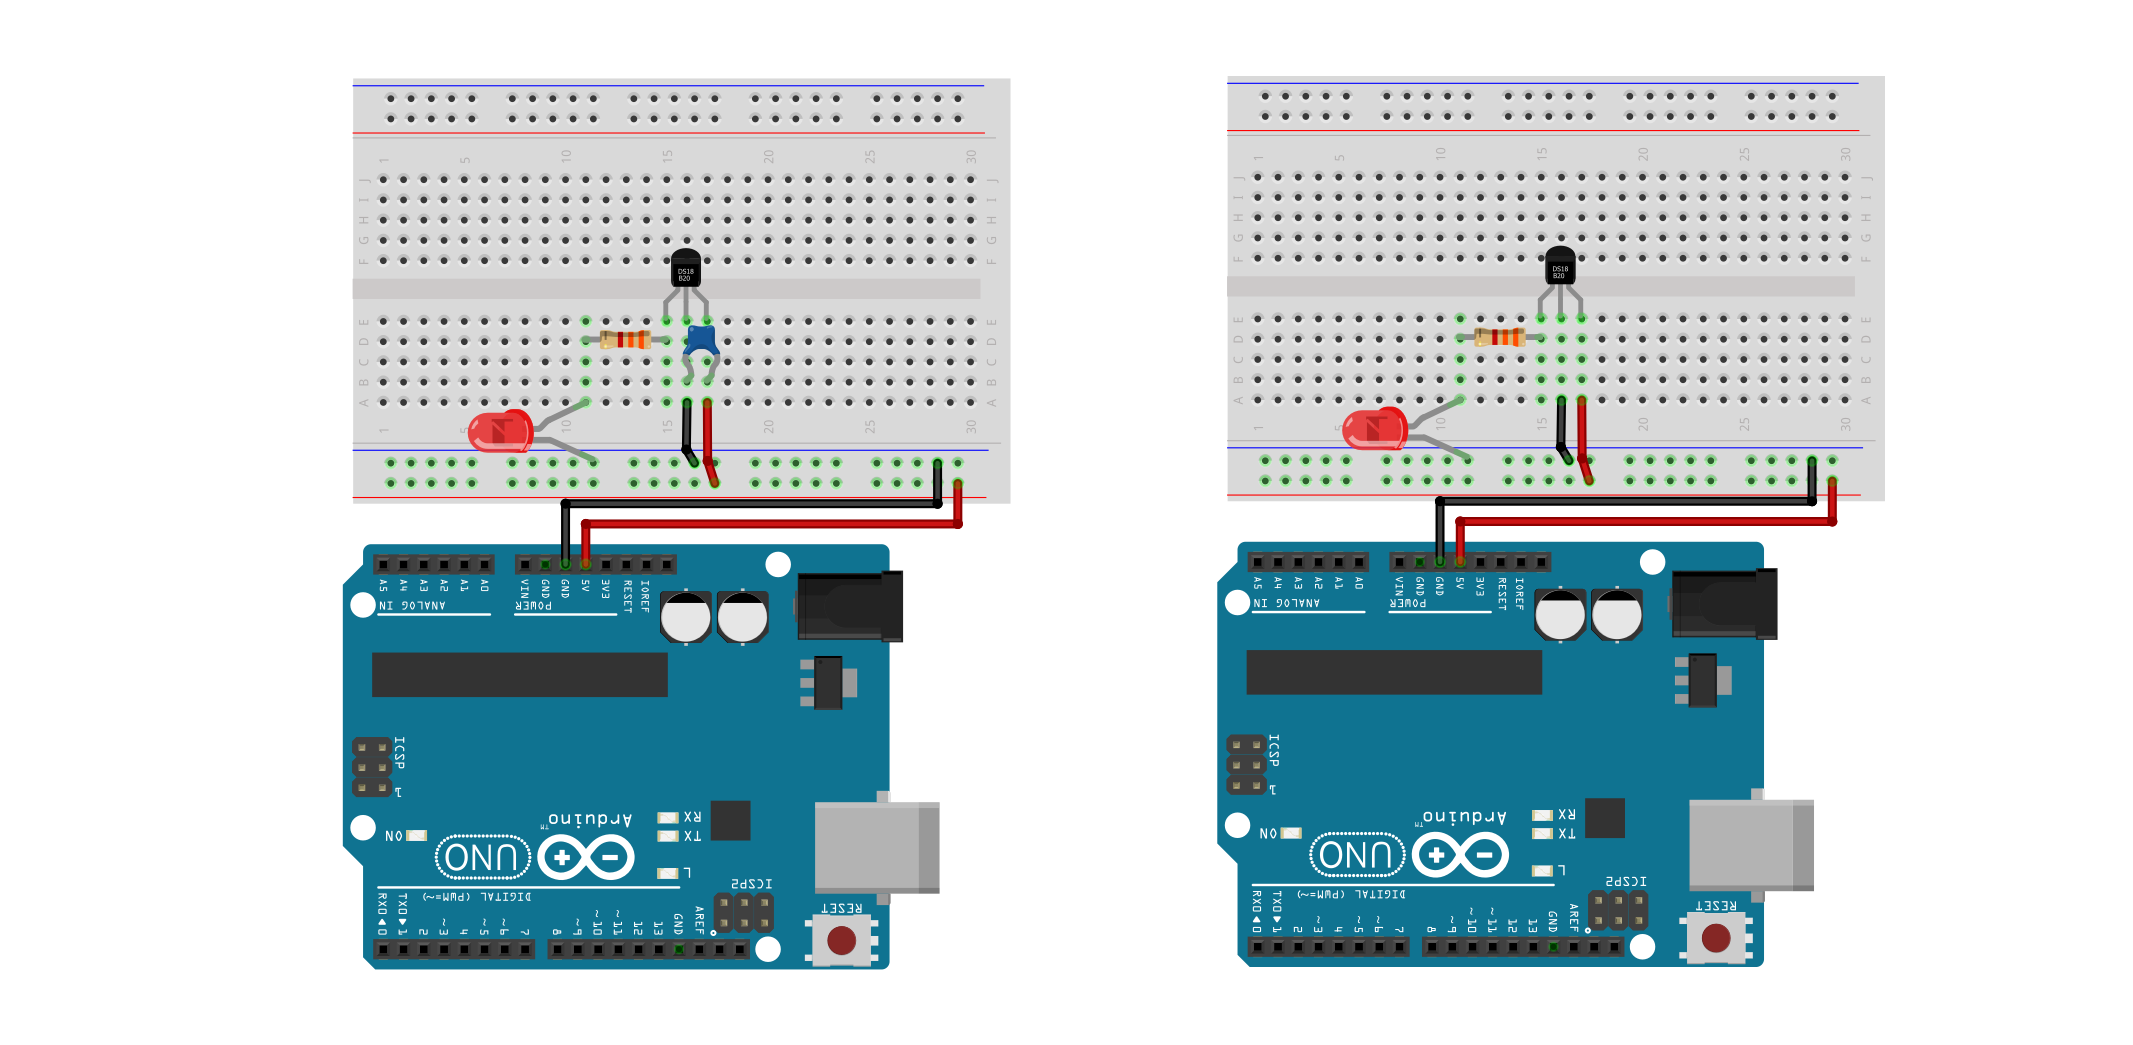 1 5 10 15 20 25 30
J J
I I
H H
G G
F F
DS18
B20
E E
D D
C C
B B
A A
1 5 10 15 20 25 30
A5 A4 A3 A2 A1 A0 VIN GND GND 5V 3V3 RESET IOREF
ANALOG IN POWER
ICSP
1
ON
Arduino™
UNO
RX
TX
L
ICSP2
DIGITAL (PWM=~)
RESET
RX0◀0 TX0▶1 2 ~3 4 ~5 ~6 7 8 ~9 ~10 ~11 12 13 GND AREF
1 5 10 15 20 25 30
J J
I I
H H
G G
F F
DS18
B20
E E
D D
C C
B B
A A
1 10 15 20 25 30
A5 A4 A3 A2 A1 A0 VIN GND GND 5V 3V3 RESET IOREF
ANALOG IN POWER
ICSP
1
ON
Arduino™
UNO
RX
TX
L
ICSP2
DIGITAL (PWM=~)
RESET
RX0◀0 TX0▶1 2 ~3 4 ~5 ~6 7 8 ~9 ~10 ~11 12 13 GND AREF